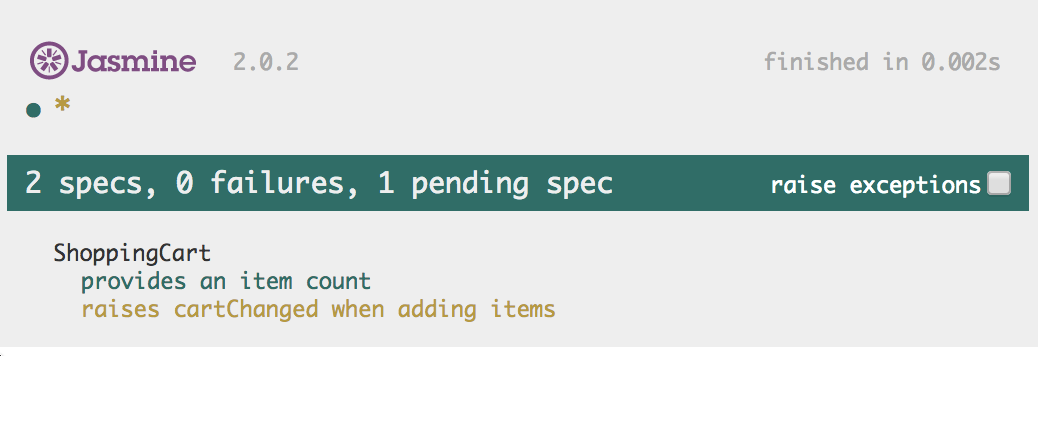 Jasmine 2.0.2 finished in 0.002s
• *
2 specs, 0 failures, 1 pending spec raise exceptions
ShoppingCart
provides an item count
raises cartChanged when adding items